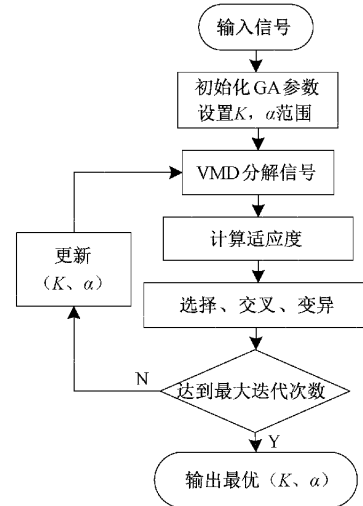 输入信号
初始化GA参数
设置K，α范围
VMD分解信号
计算适应度
更新
（K、α）
选择、交叉、变异
N
达到最大迭代次数
Y
输出最优（K、α）